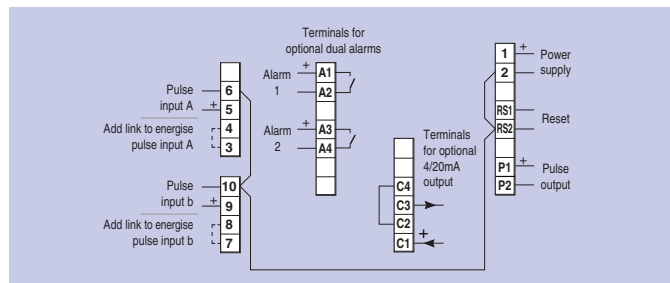 Terminals for
optional dual alarms
6
5
4
3
Pulse
input A
+
Add link to energise
pulse input A
10
9
8
7
Pulse
input b
+
Add link to energise
pulse input b
Alarm
1
+
A1
A2
Alarm
2
+
A3
A4
Terminals
for optional
4/20mA
output
C4
C3
C2
C1
+
1
2
+
Power
supply
RS1
RS2
Reset
P1
P2
+
Pulse
output